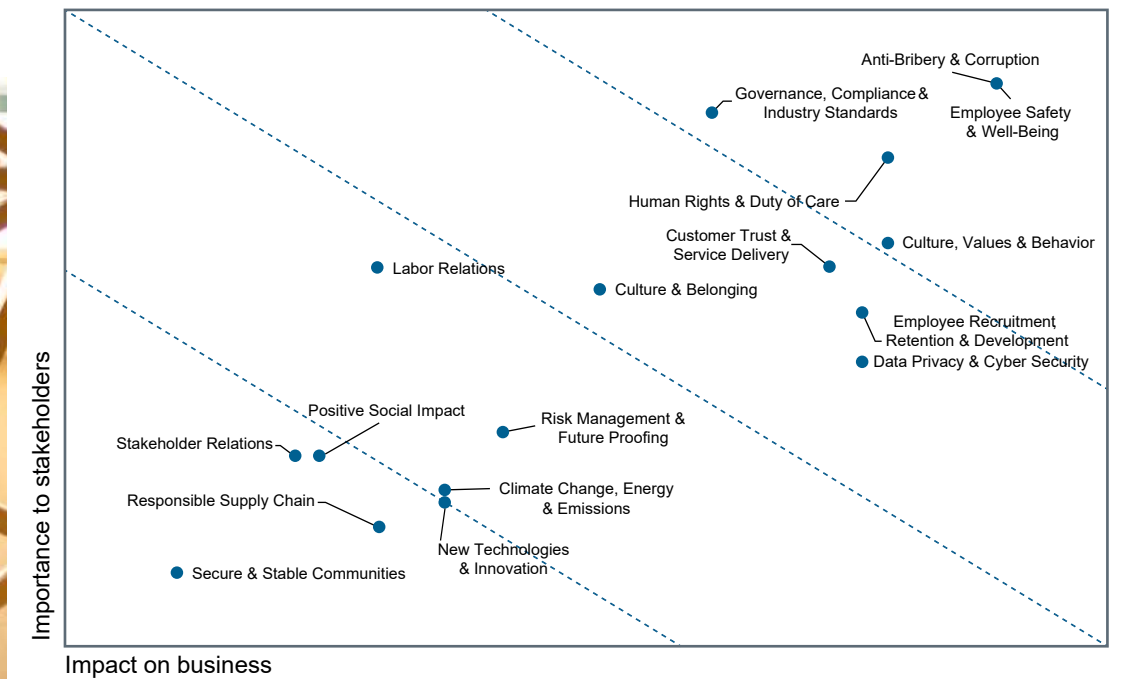 Anti-Bribery & Corruption
Governance, Compliance &
Industry Standards
Employee Safety
& Well-Being
Human Rights & Duty of Care
Customer Trust &
Service Delivery
Culture, Values & Behavior
Labor Relations
Culture & Belonging
Employee Recruitment,
Retention & Development
Data Privacy & Cyber Security
Positive Social Impact
Stakeholder Relations
Risk Management &
Future Proofing
Responsible Supply Chain
Climate Change, Energy
& Emissions
New Technologies
& Innovation
Secure & Stable Communities
Importance to stakeholders
Impact on business